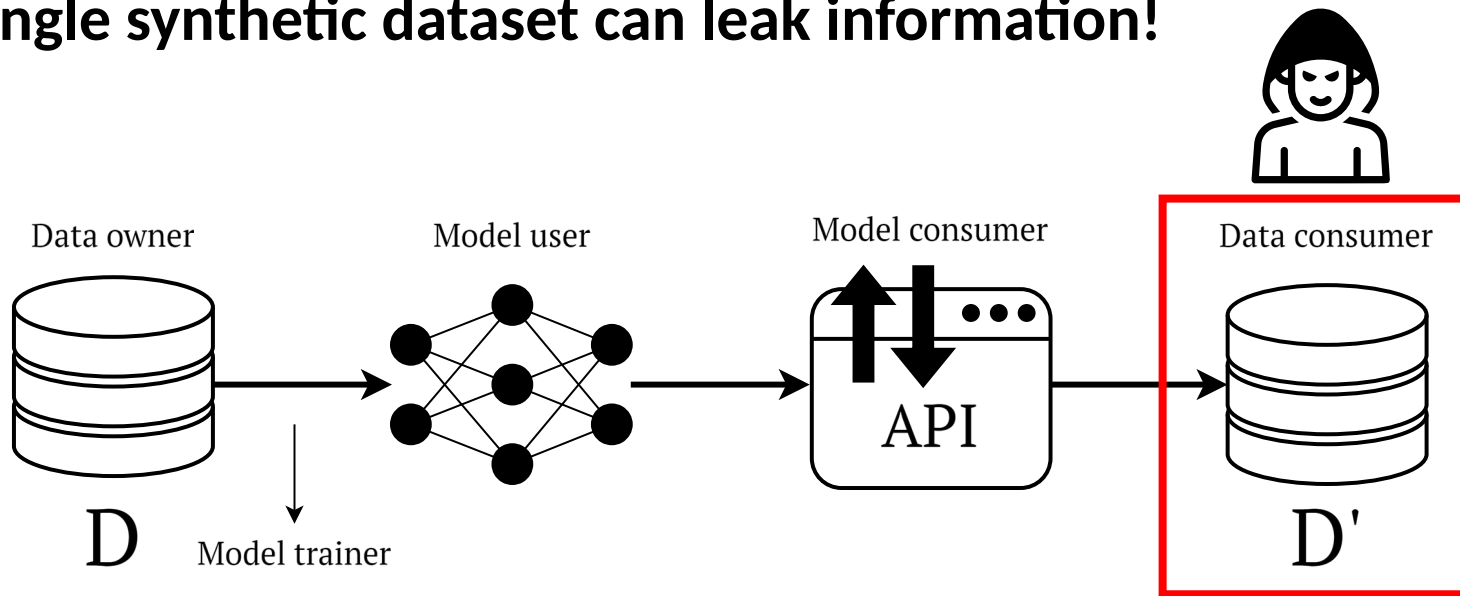 ngle synthetic dataset can leak information!
Data owner
Model user
Model consumer
Data consumer
API
D
Model trainer
D'